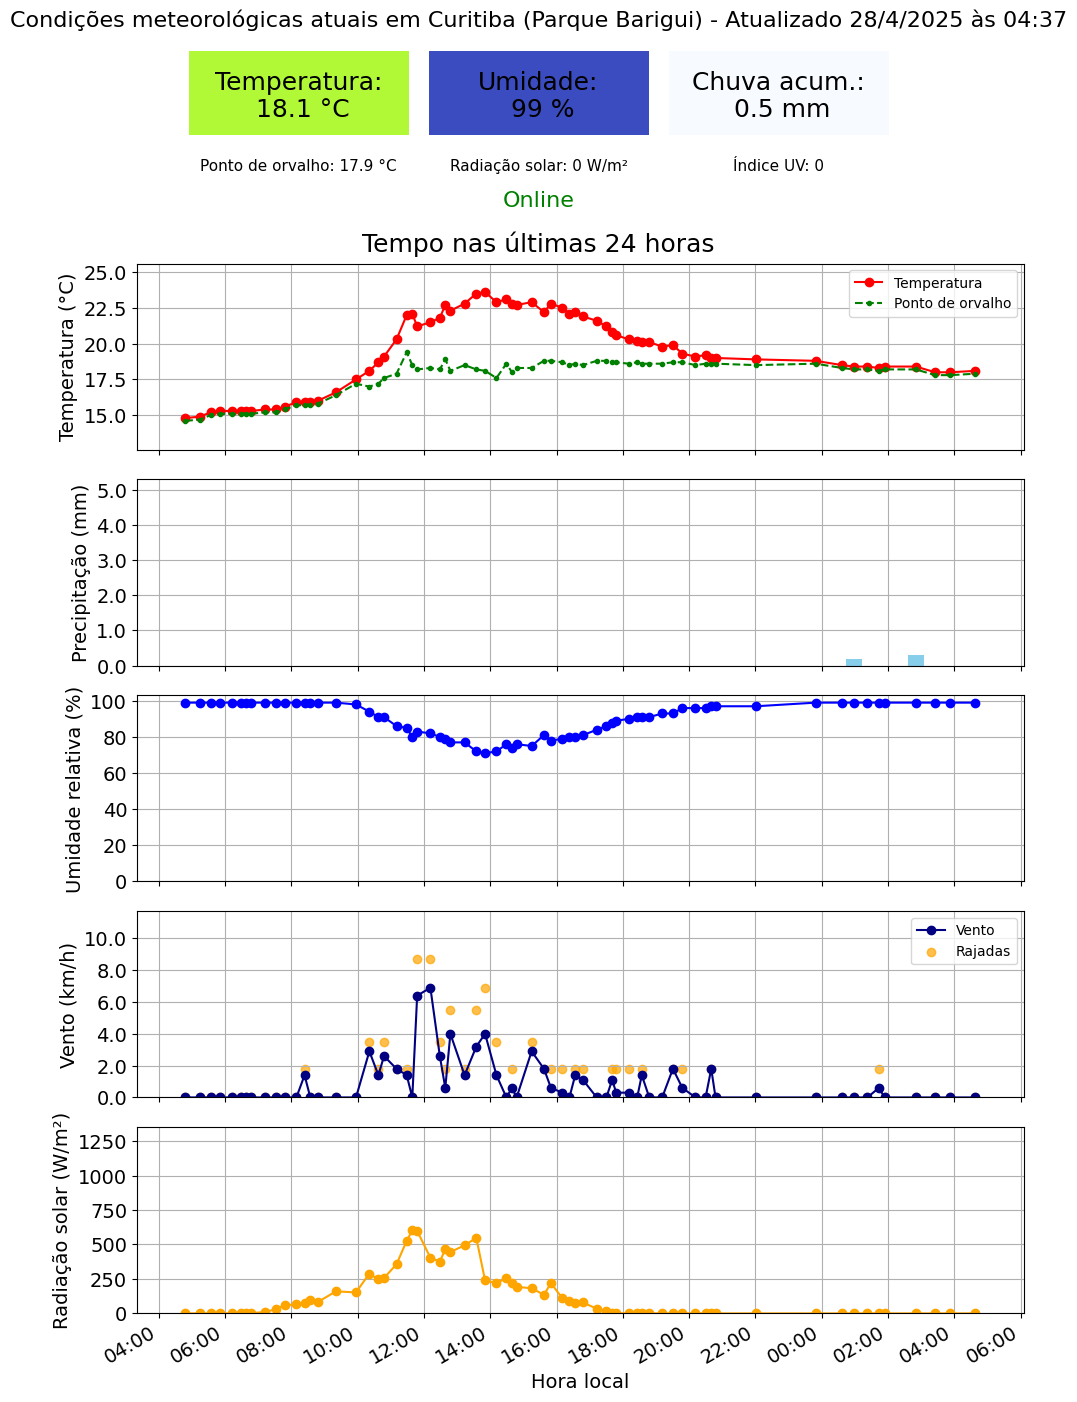 Condições meteorológicas atuais em Curitiba (Parque Barigui) - Atualizado 28/4/2025 às 04:37
Temperatura:
18.1 °C
Umidade:
99 %
Chuva acum.:
0.5 mm
Ponto de orvalho: 17.9 °C
Radiação solar: 0 W/m²
Índice UV: 0
Online
Tempo nas últimas 24 horas
Temperatura (°C)
25.0
22.5
20.0
17.5
15.0
Temperatura
Ponto de orvalho
Precipitação (mm)
5.0
4.0
3.0
2.0
1.0
0.0
Umidade relativa (%)
100
80
60
40
20
0
Vento (km/h)
10.0
8.0
6.0
4.0
2.0
0.0
Vento
Rajadas
Radiação solar (W/m²)
1250
1000
750
500
250
0
04:00
06:00
08:00
10:00
12:00
14:00
16:00
18:00
20:00
22:00
00:00
02:00
04:00
06:00
Hora local